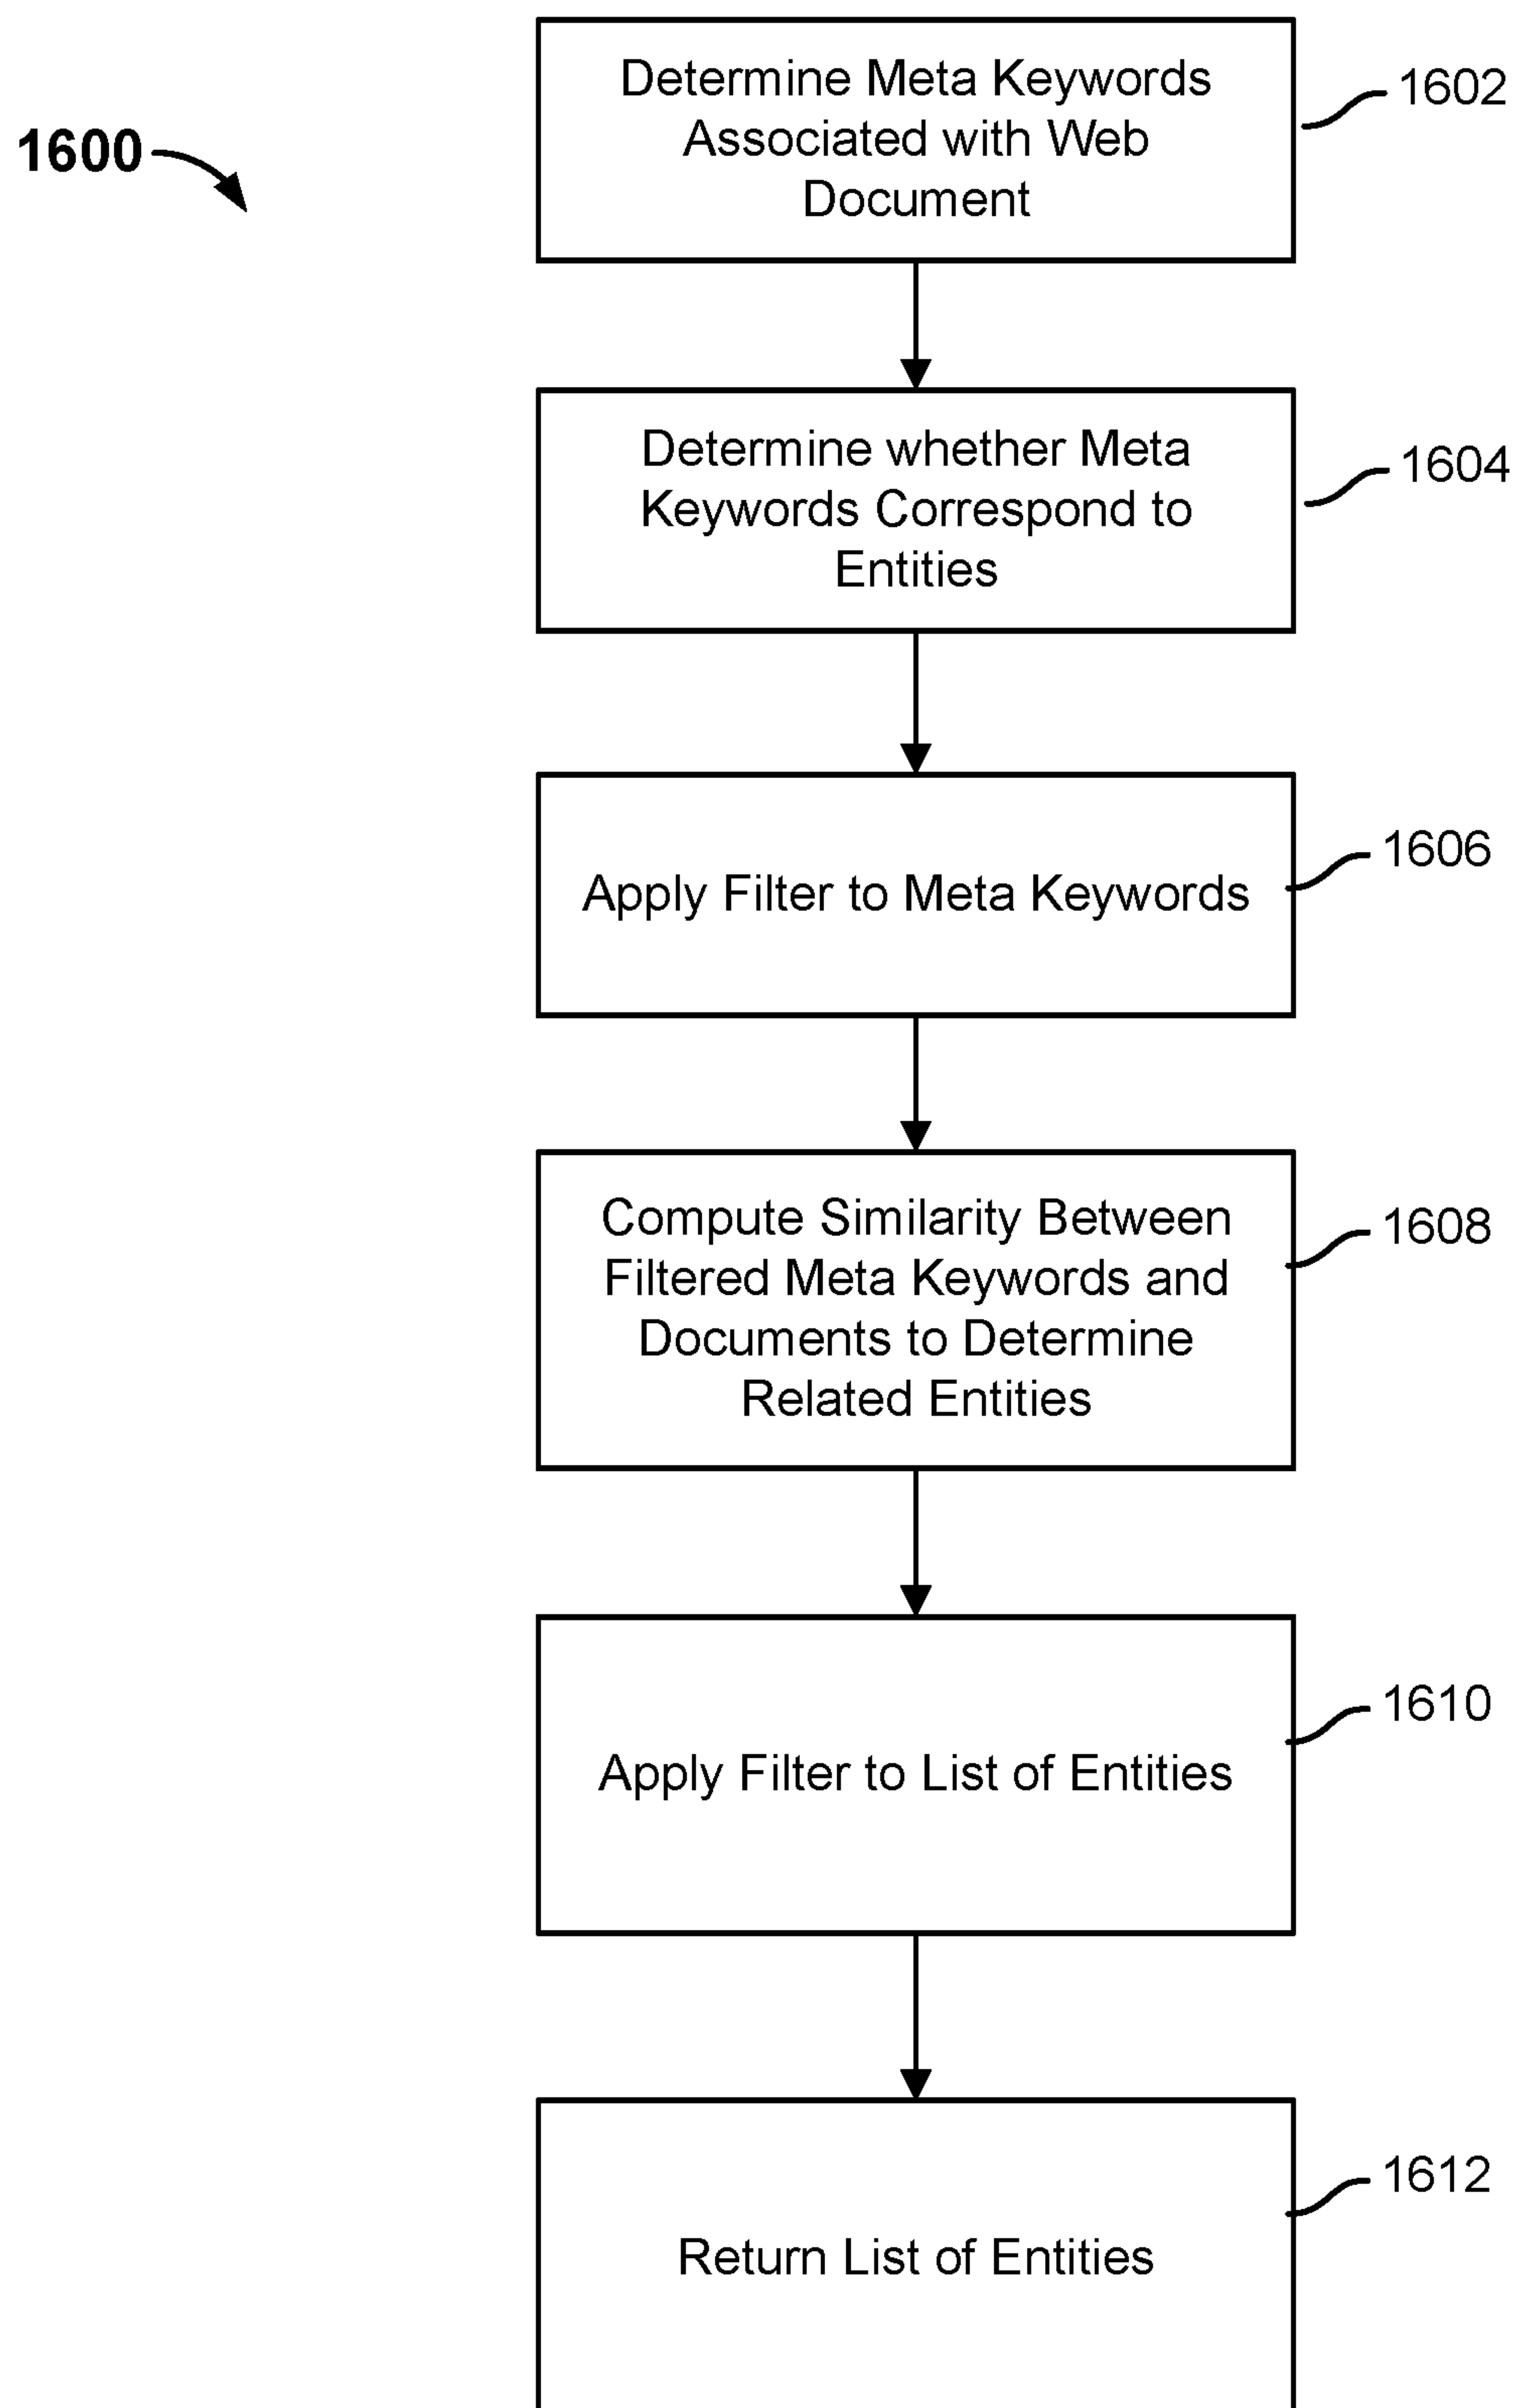 1600
Determine Meta Keywords
Associated with Web
Document
1602
Determine whether Meta
Keywords Correspond to
Entities
1604
Apply Filter to Meta Keywords
1606
Compute Similarity Between
Filtered Meta Keywords and
Documents to Determine
Related Entities
1608
Apply Filter to List of Entities
1610
Return List of Entities
1612